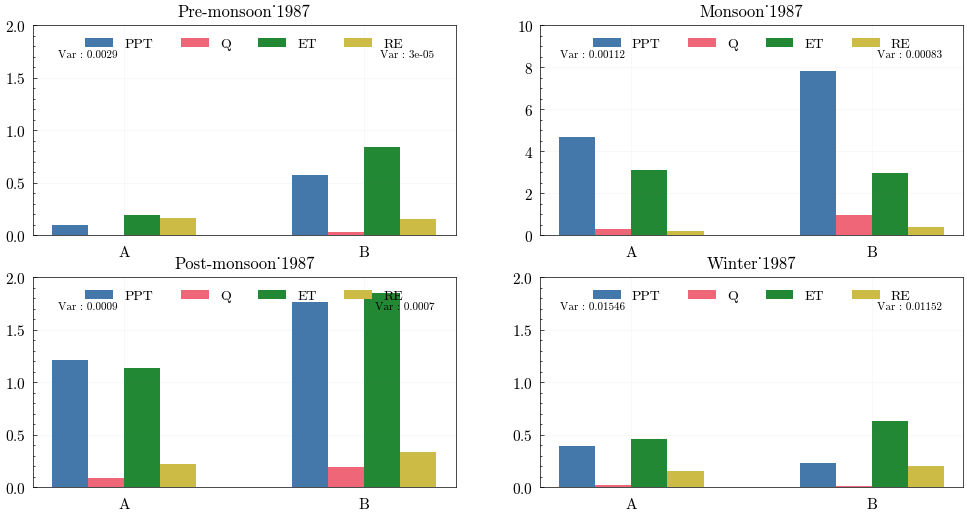 Pre-monsoon˙1987
2.0
1.5
1.0
0.5
0.0
PPT Q ET RE
Var : 0.0029
Var : 3e-05
A B
Monsoon˙1987
10
8
6
4
2
0
PPT Q ET RE
Var : 0.00112
Var : 0.00083
A B
Post-monsoon˙1987
2.0
1.5
1.0
0.5
0.0
PPT Q ET RE
Var : 0.0009
Var : 0.0007
A B
Winter˙1987
2.0
1.5
1.0
0.5
0.0
PPT Q ET RE
Var : 0.01546
Var : 0.01152
A B